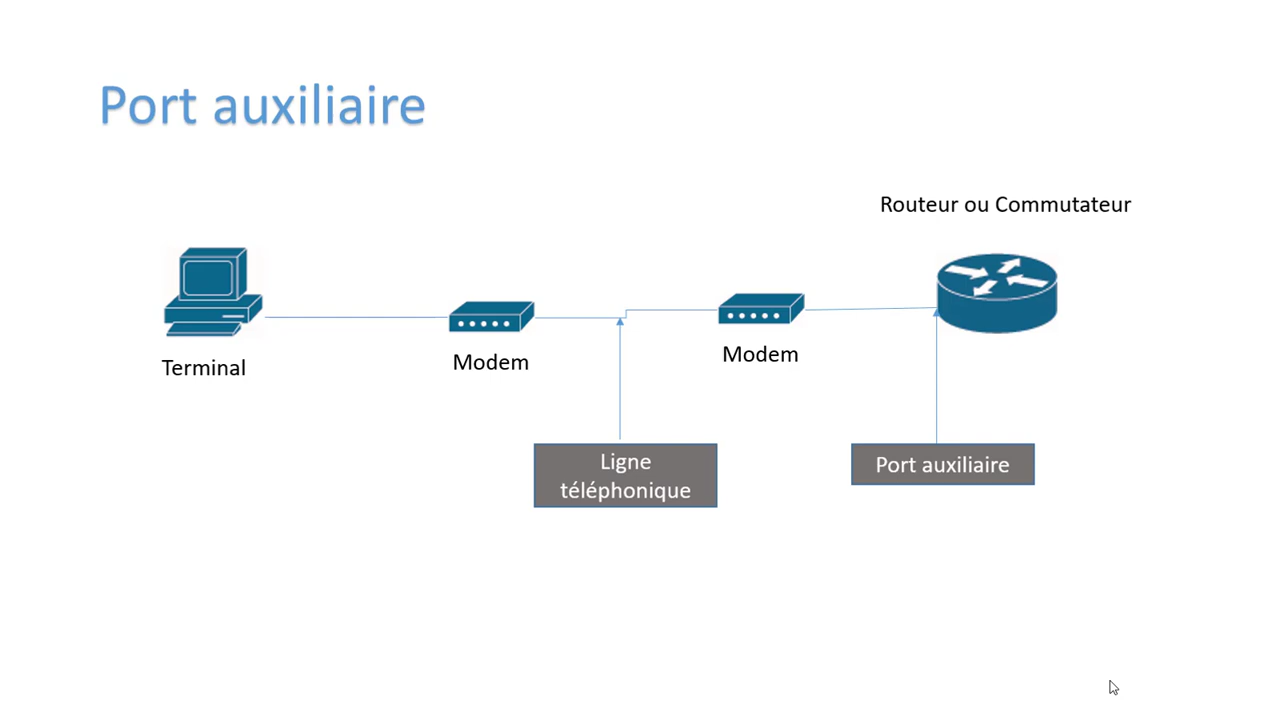 Port auxiliaire
Routeur ou Commutateur
Terminal
Modem
Modem
Ligne
téléphonique
Port auxiliaire